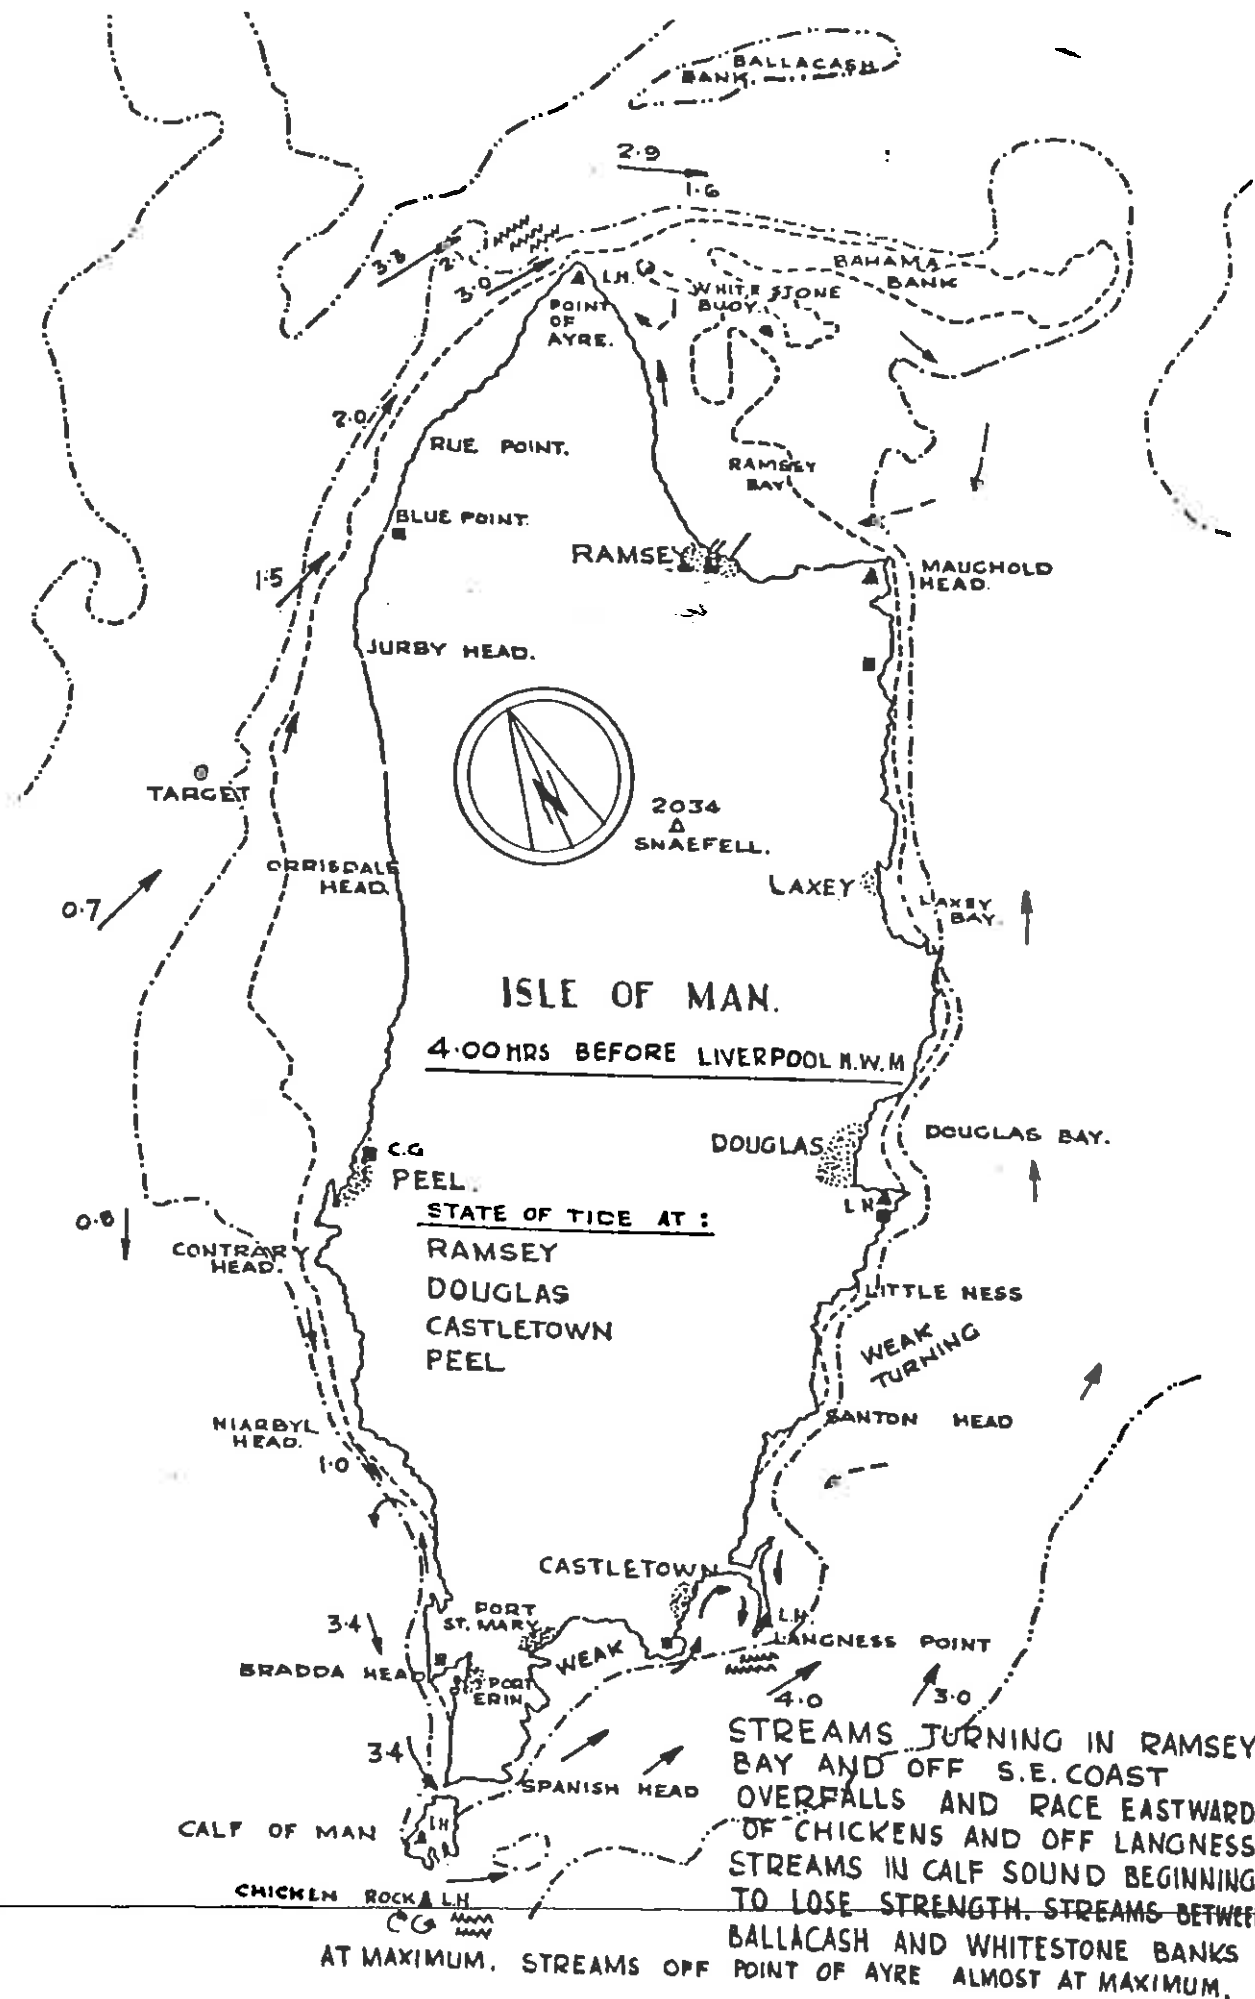 BALLACASH
BANK.
2.9
1.6
3.8
2.1
3.0
L.H.
POINT
OF
AYRE.
WHITESTONE
BUOY.
BAHAMA
BANK
2.0
RUE POINT.
RAMSEY
BAY
BLUE POINT.
RAMSEY
MAUGHOLD
HEAD.
1.5
JURBY HEAD.
N
TARGET
2034
SNAEFELL.
ORRISDALE
HEAD.
LAXEY
LAXEY
BAY
0.7
ISLE OF MAN.
4.00HRS BEFORE LIVERPOOL H.W.M
DOUGLAS
DOUGLAS BAY.
C.G
PEEL.
L H
STATE OF TIDE AT :
RAMSEY
DOUGLAS
CASTLETOWN
PEEL
0.8
CONTRARY
HEAD.
LITTLE NESS
WEAK
TURNING
NIARBYL
HEAD.
1.0
SANTON HEAD
CASTLETOWN
L.H.
LANGNESS POINT
PORT
ST. MARY
WEAK
3.4
BRADDA HEAD
PORT
ERIN
4.0
3.0
3.4
SPANISH HEAD
CALF OF MAN
LH
CHICKEN ROCK L.H.
STREAMS TURNING IN RAMSEY
BAY AND OFF S.E. COAST
OVERFALLS AND RACE EASTWARD
OF CHICKENS AND OFF LANGNESS
STREAMS IN CALF SOUND BEGINNING
TO LOSE STRENGTH. STREAMS BETWEE
BALLACASH AND WHITESTONE BANKS
AT MAXIMUM. STREAMS OFF POINT OF AYRE ALMOST AT MAXIMUM.